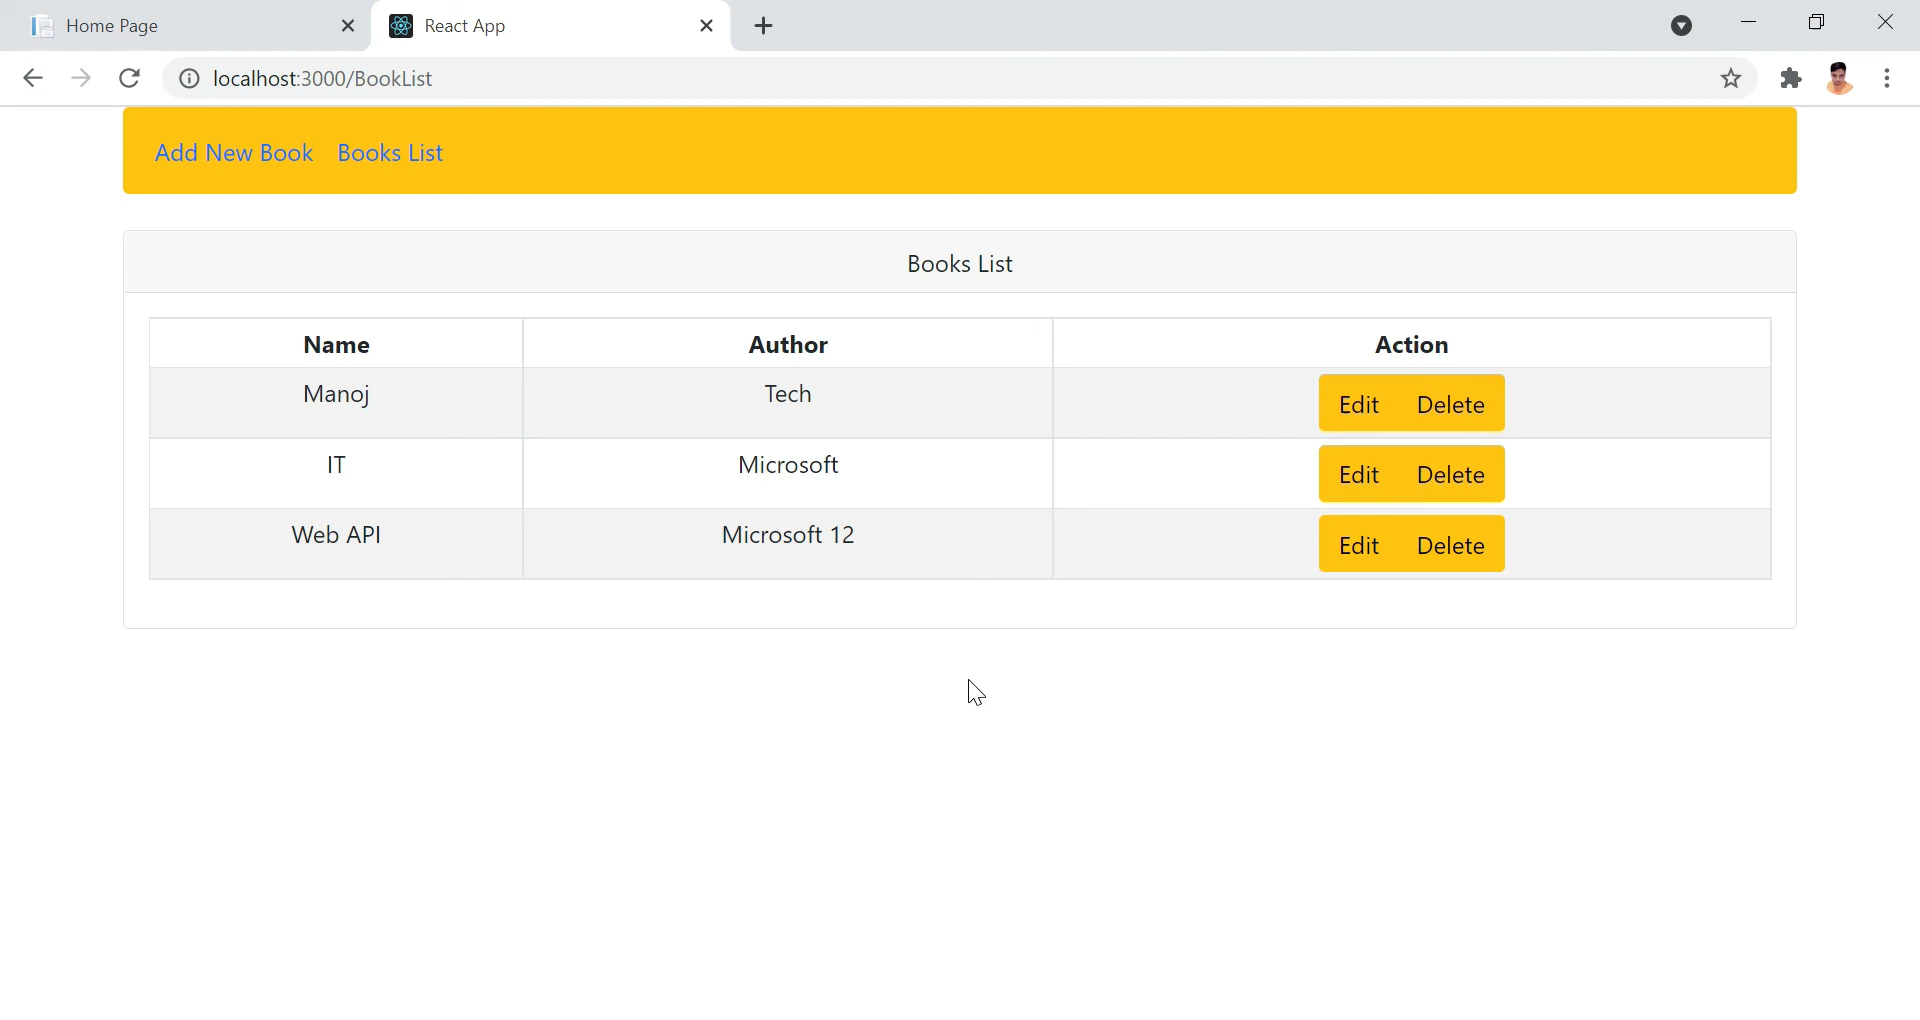 Home Page
React App
localhost:3000/BookList
Add New Book Books List
Books List
Name Author Action
Manoj Tech Edit Delete
IT Microsoft Edit Delete
Web API Microsoft 12 Edit Delete